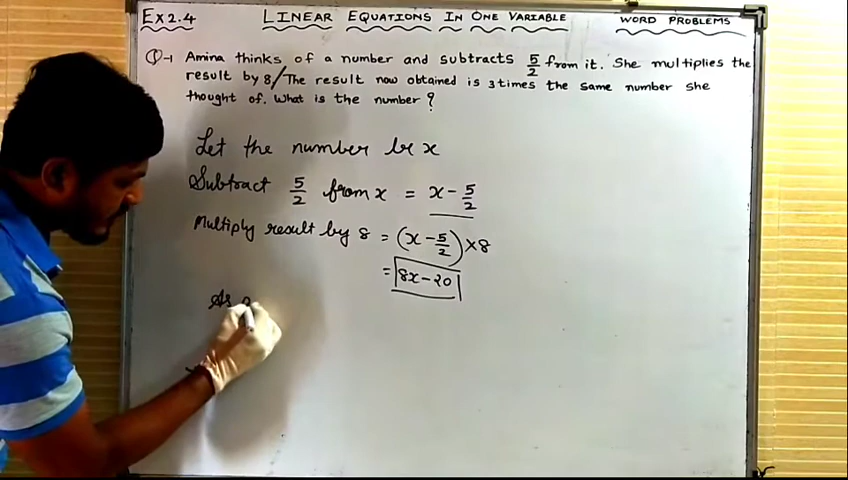 Ex 2.4 LINEAR EQUATIONS IN ONE VARIABLE WORD PROBLEMS
Q-1 Amina thinks of a number and subtracts 5/2 from it. She multiplies the
result by 8/The result now obtained is 3 times the same number she
thought of. What is the number ?
Let the number be x
Subtract 5/2 from x = x - 5/2
Multiply result by 8 = (x - 5/2) × 8
= 8x - 20
As